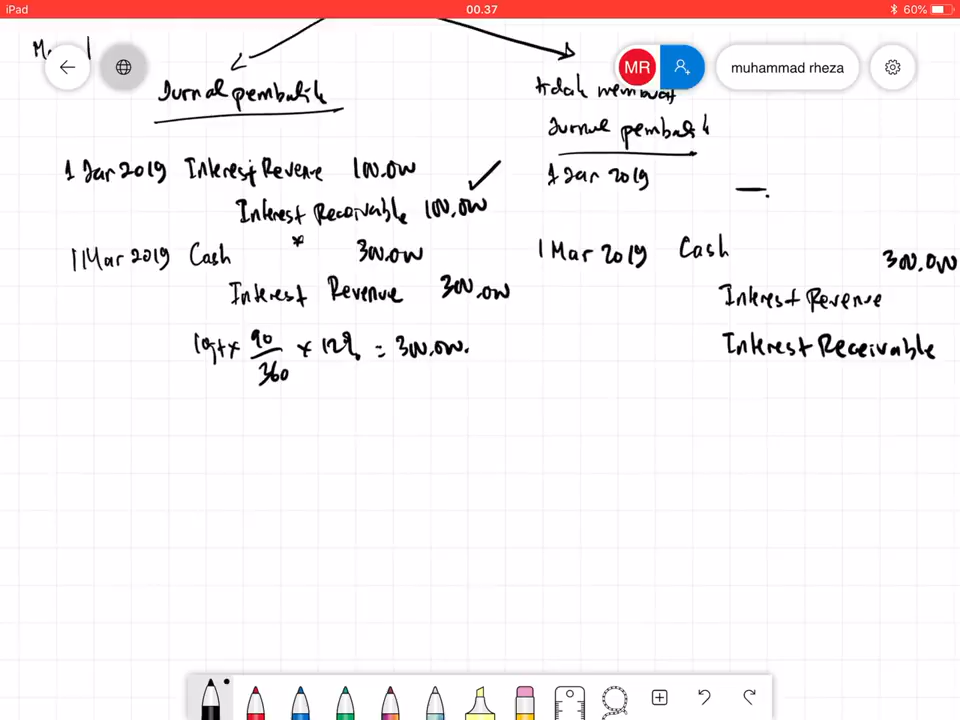 iPad
00.37
60%
MR
muhammad rheza
Jurnal pembalik
tidak membuat
Jurnal pembalik
1 Jan 2019 Interest Revenue 100.000
Interest Receivable 100.000
1 Mar 2019 Cash 300.000
Interest Revenue 300.000
10jt x 90/360 x 12% = 300.000.
1 Jan 2019 —.
1 Mar 2019 Cash 300.000
Interest Revenue
Interest Receivable